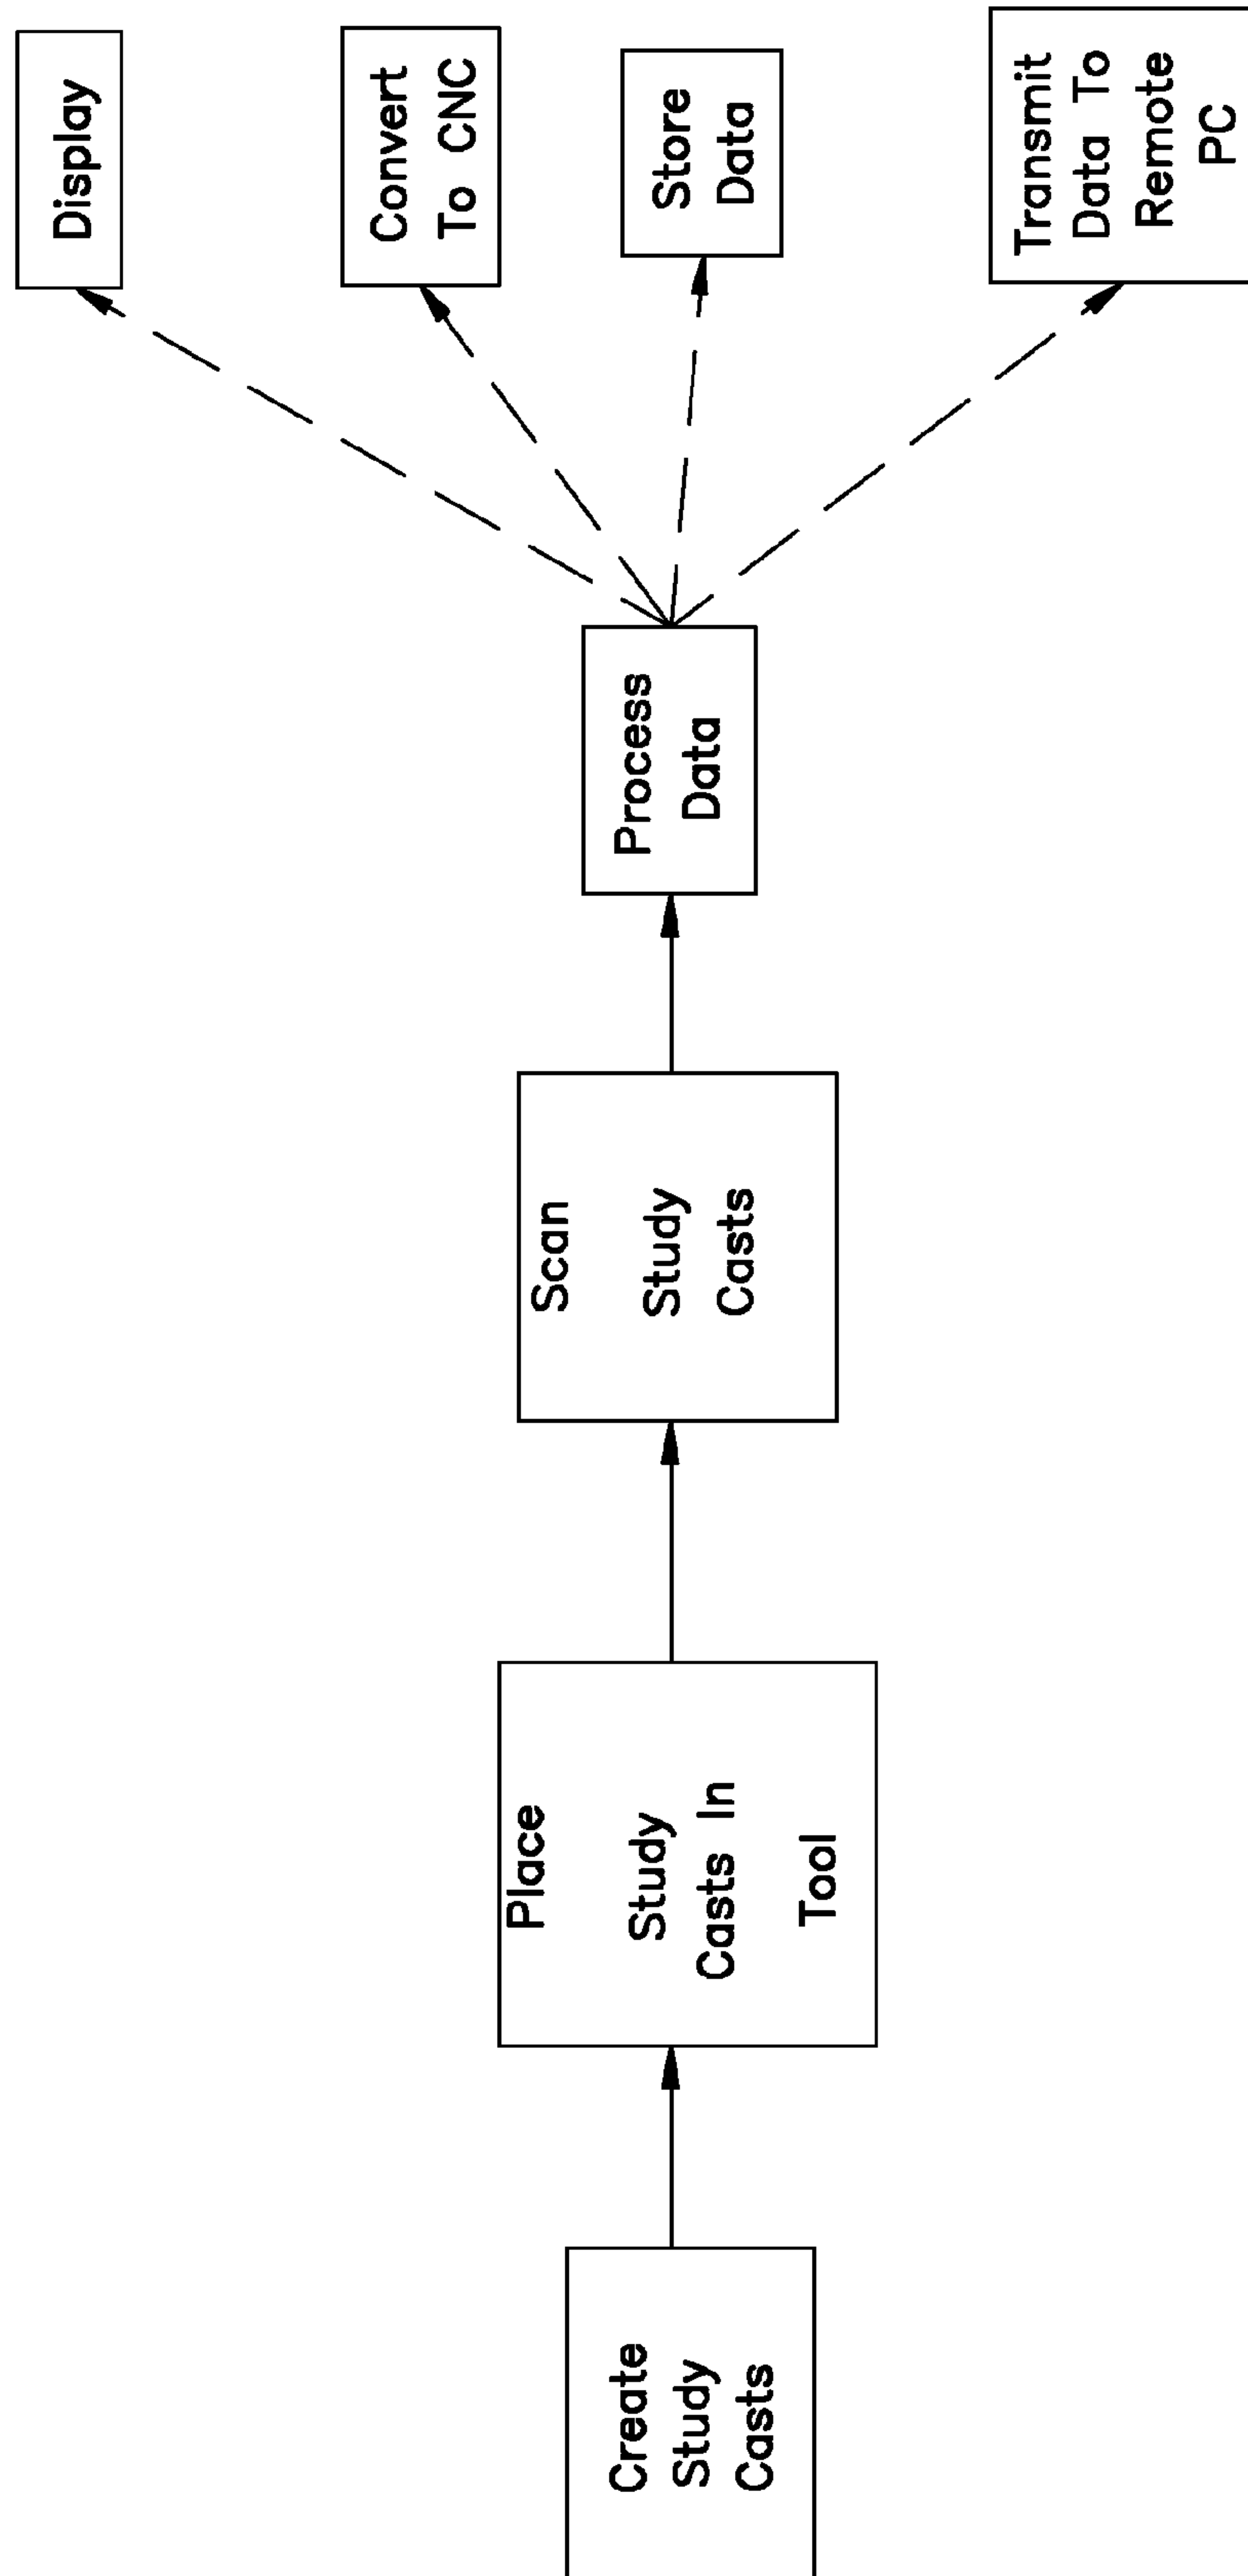 Create
Study
Casts
Place
Study
Casts In
Tool
Scan
Study
Casts
Process
Data
Display
Convert
To CNC
Store
Data
Transmit
Data To
Remote
PC